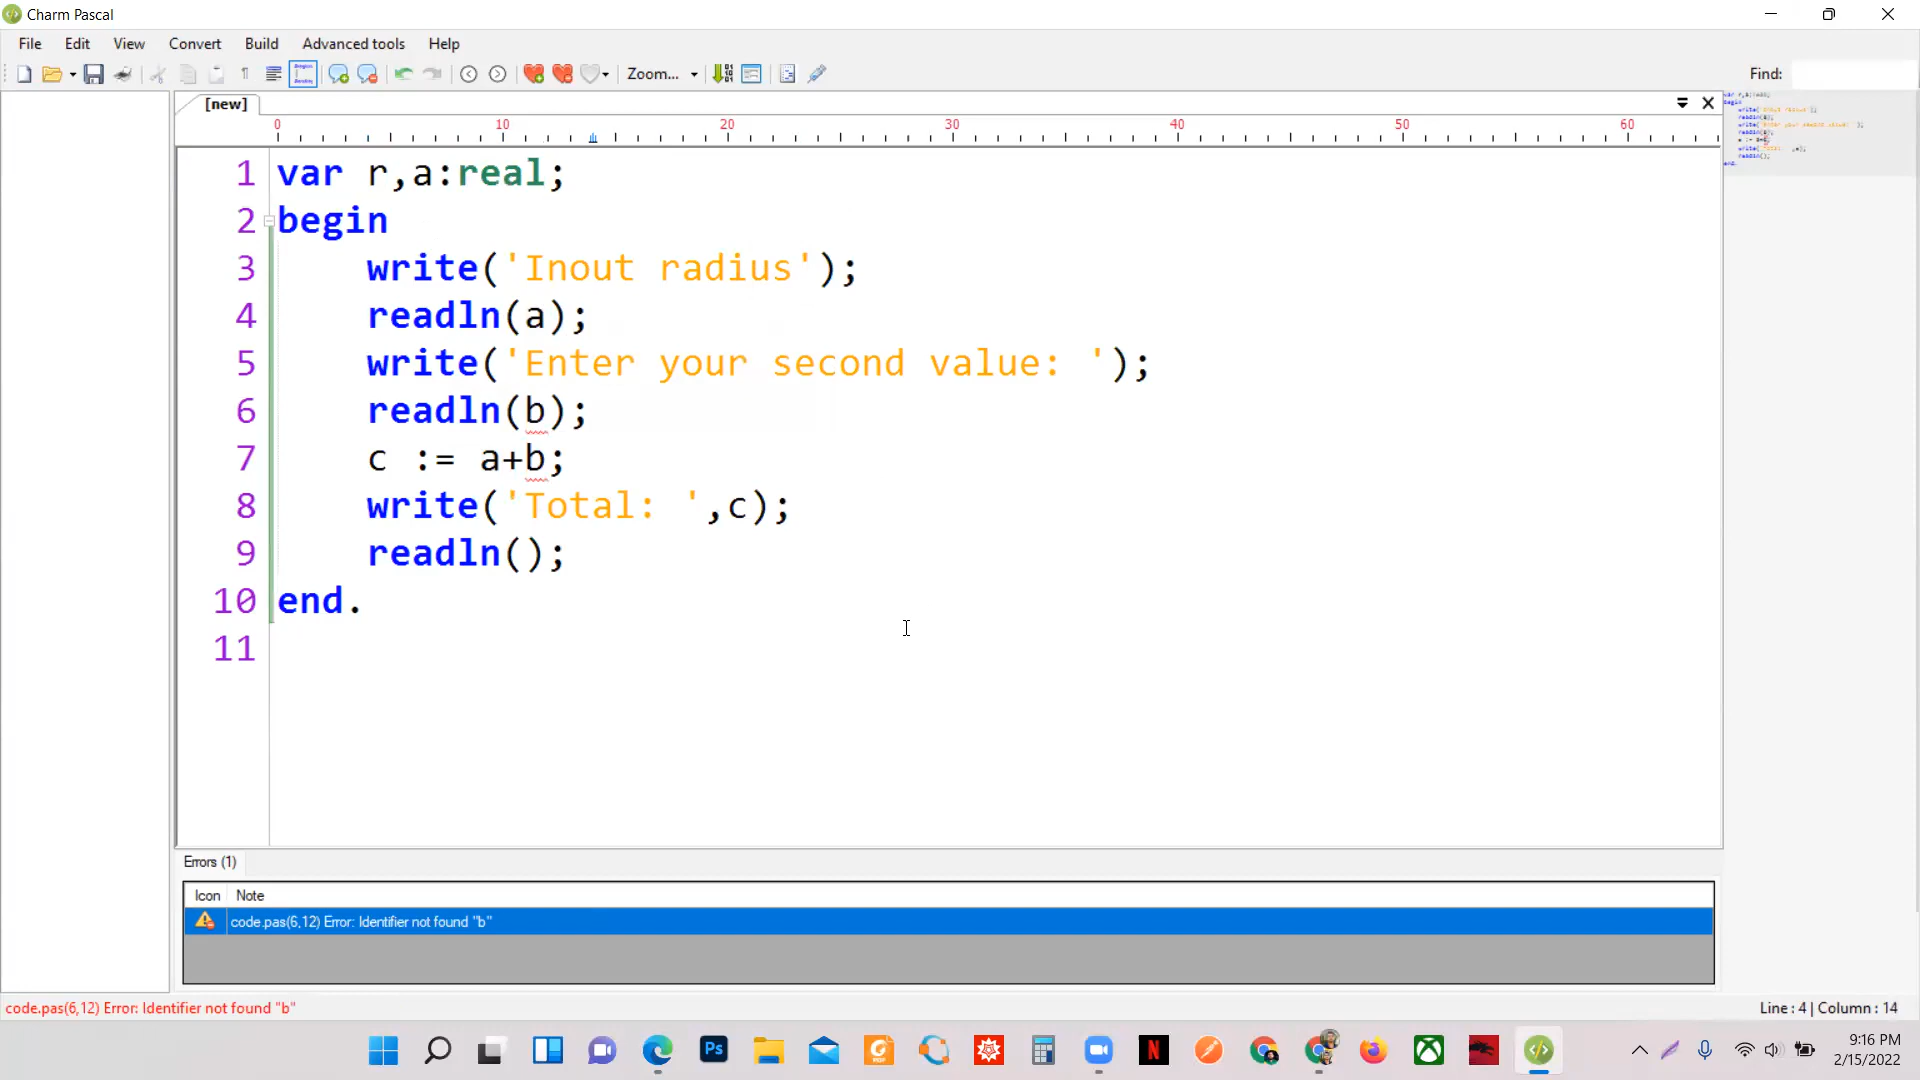 Charm Pascal
File Edit View Convert Build Advanced tools Help
Zoom... Find:
[new]
0 10 20 30 40 50 60
1 var r,a:real;
2 begin
3 write('Inout radius');
4 readln(a);
5 write('Enter your second value: ');
6 readln(b);
7 c := a+b;
8 write('Total: ',c);
9 readln();
10 end.
11
Errors (1)
Icon Note
code.pas(6,12) Error: Identifier not found "b"
code.pas(6,12) Error: Identifier not found "b"
Line : 4 | Column : 14
Ps
N
9:16 PM
2/15/2022